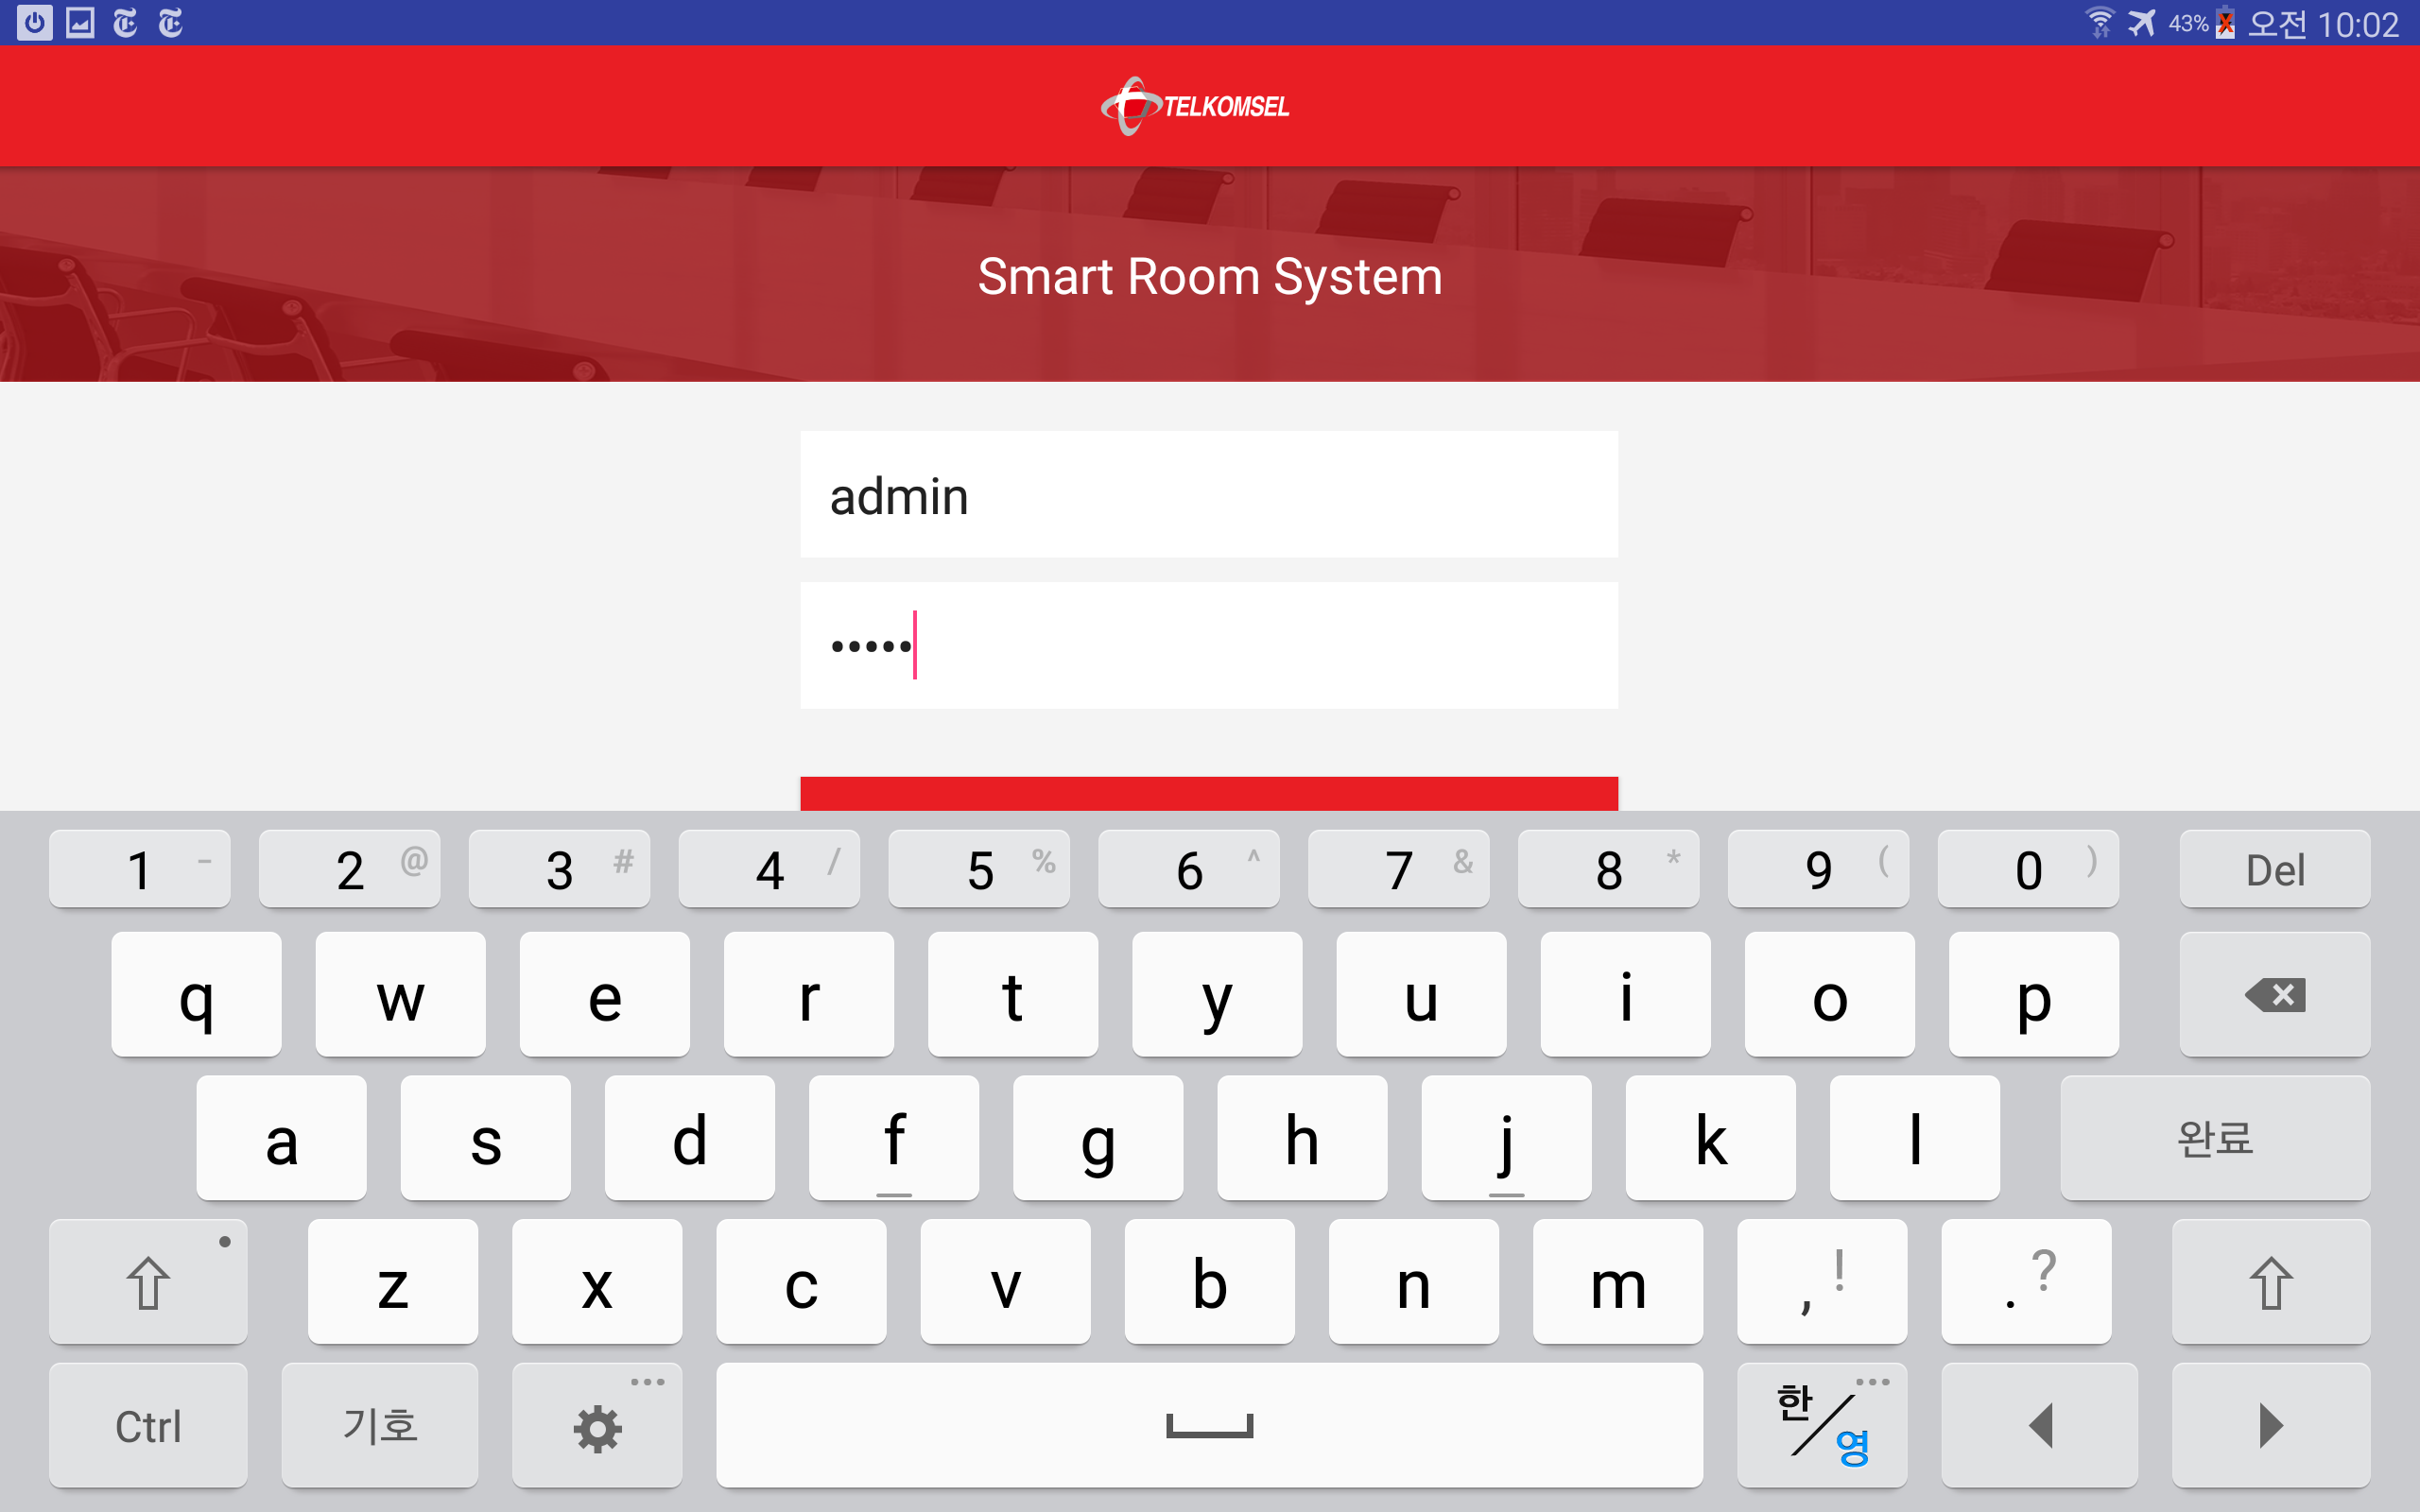 43% 오전 10:02
TELKOMSEL
Smart Room System
admin
•••••
1 - 2 @ 3 # 4 / 5 % 6 ^ 7 & 8 * 9 ( 0 ) Del
q w e r t y u i o p
a s d f g h j k l 완료
z x c v b n m , ! . ?
Ctrl 기호 한/영